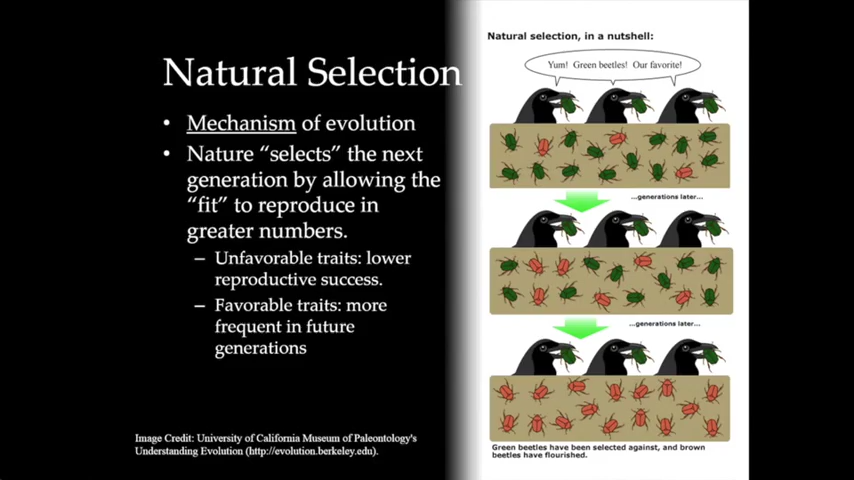 Natural Selection
• Mechanism of evolution
• Nature “selects” the next
generation by allowing the
“fit” to reproduce in
greater numbers.
– Unfavorable traits: lower
reproductive success.
– Favorable traits: more
frequent in future
generations
Image Credit: University of California Museum of Paleontology's
Understanding Evolution (http://evolution.berkeley.edu).
Natural selection, in a nutshell:
Yum! Green beetles! Our favorite!
...generations later...
...generations later...
Green beetles have been selected against, and brown
beetles have flourished.